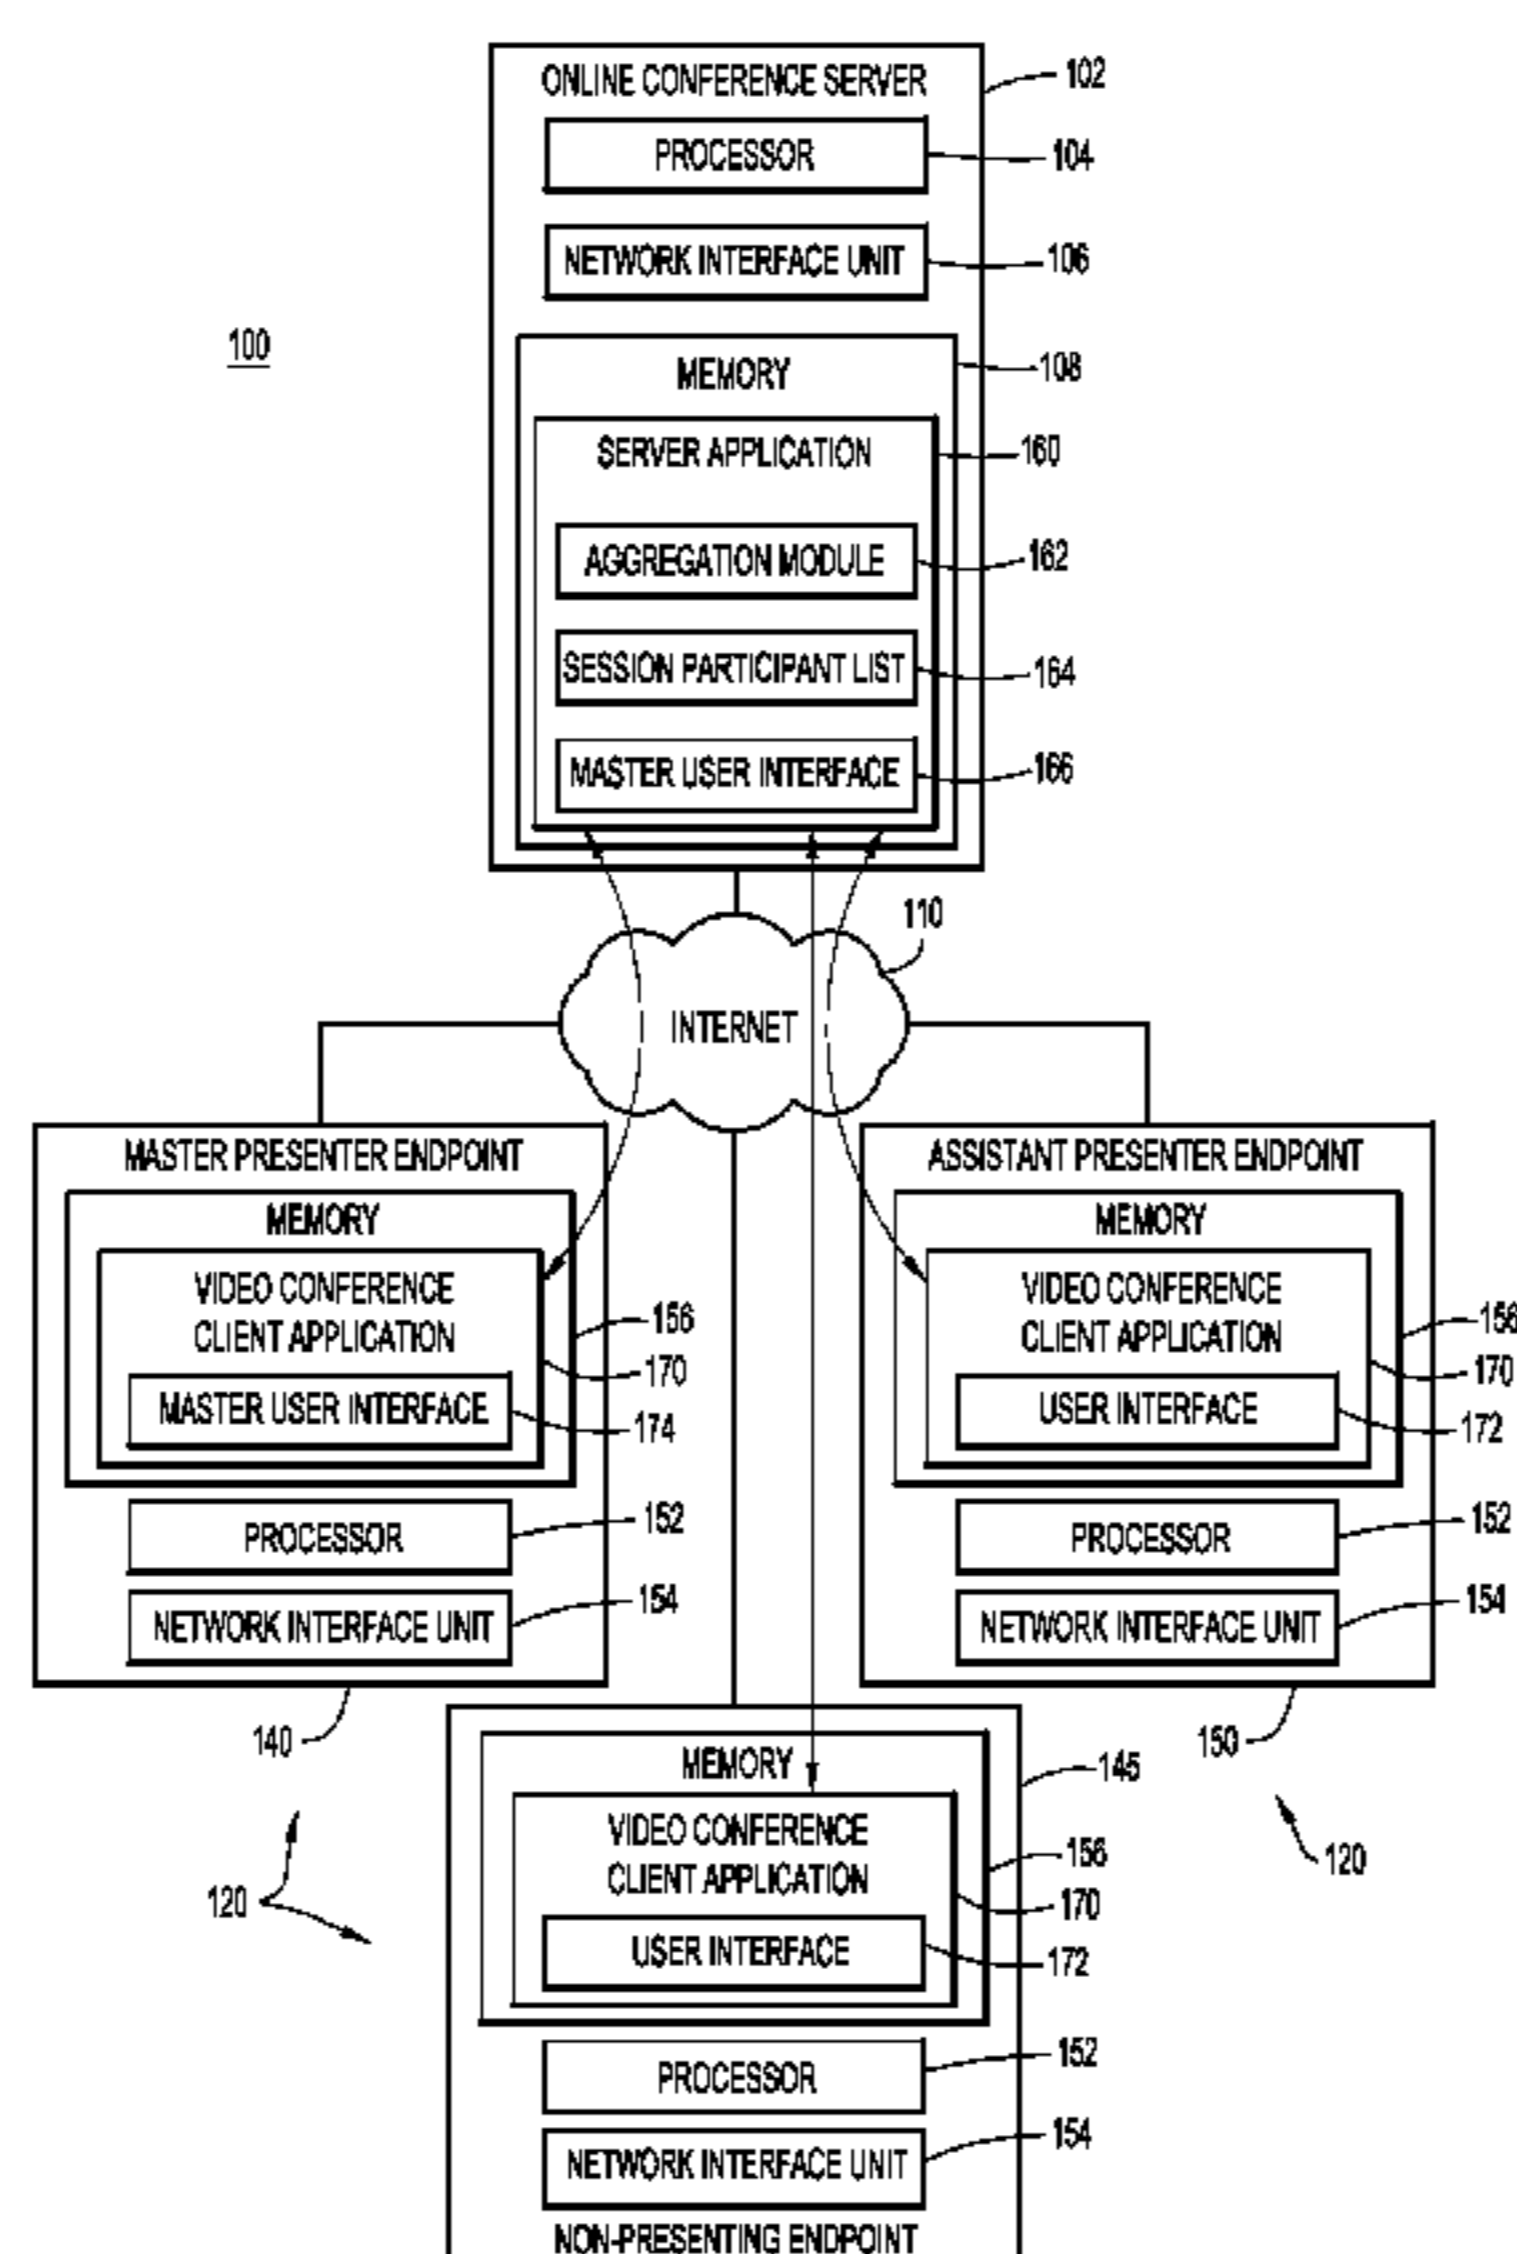 ONLINE CONFERENCE SERVER
102
PROCESSOR
104
NETWORK INTERFACE UNIT
106
100
MEMORY
108
SERVER APPLICATION
160
AGGREGATION MODULE
162
SESSION PARTICIPANT LIST
164
MASTER USER INTERFACE
166
110
INTERNET
MASTER PRESENTER ENDPOINT
MEMORY
VIDEO CONFERENCE
CLIENT APPLICATION
156
170
MASTER USER INTERFACE
174
PROCESSOR
152
NETWORK INTERFACE UNIT
154
140
120
ASSISTANT PRESENTER ENDPOINT
MEMORY
VIDEO CONFERENCE
CLIENT APPLICATION
156
170
USER INTERFACE
172
PROCESSOR
152
NETWORK INTERFACE UNIT
154
150
120
MEMORY
145
VIDEO CONFERENCE
CLIENT APPLICATION
156
170
USER INTERFACE
172
PROCESSOR
152
NETWORK INTERFACE UNIT
154
NON-PRESENTING ENDPOINT